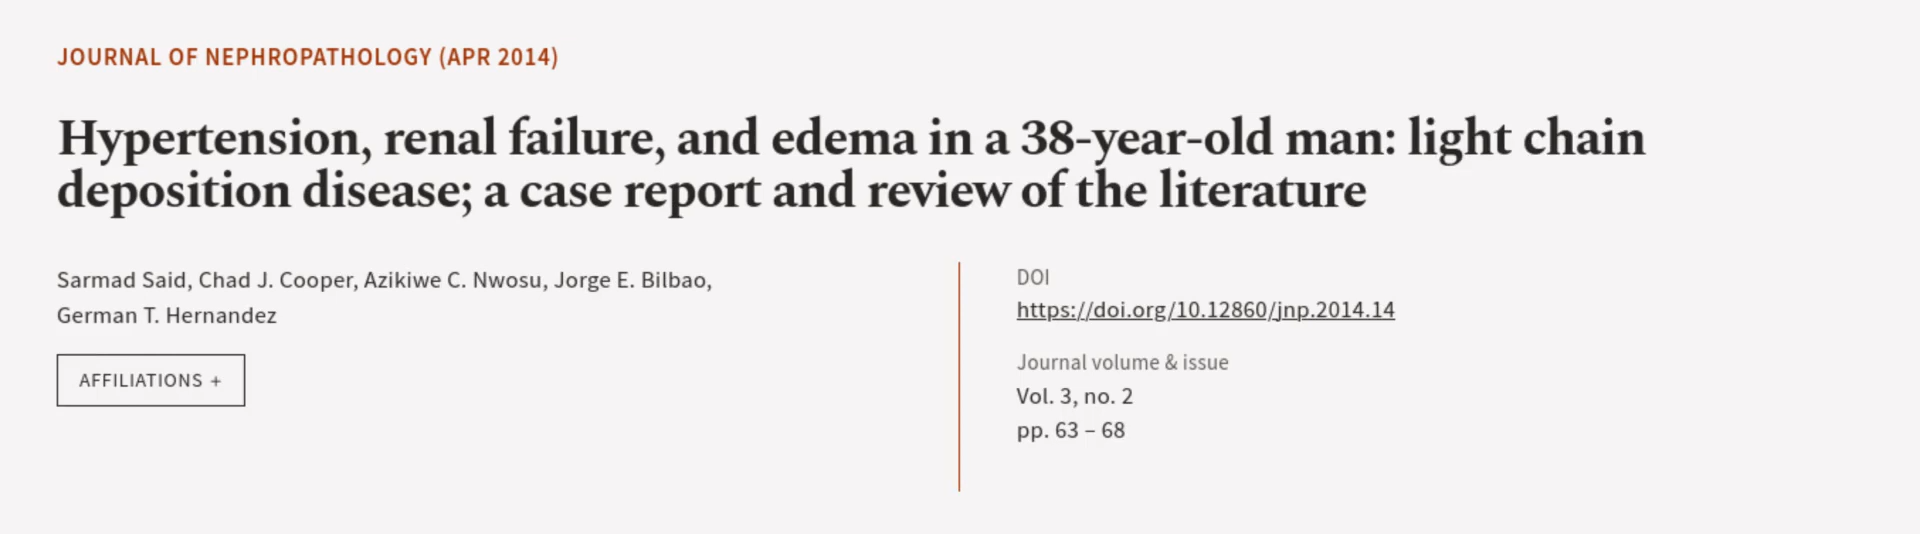 JOURNAL OF NEPHROPATHOLOGY (APR 2014)
Hypertension, renal failure, and edema in a 38-year-old man: light chain
deposition disease; a case report and review of the literature
Sarmad Said, Chad J. Cooper, Azikiwe C. Nwosu, Jorge E. Bilbao,
German T. Hernandez
AFFILIATIONS +
DOI
https://doi.org/10.12860/jnp.2014.14
Journal volume & issue
Vol. 3, no. 2
pp. 63 – 68